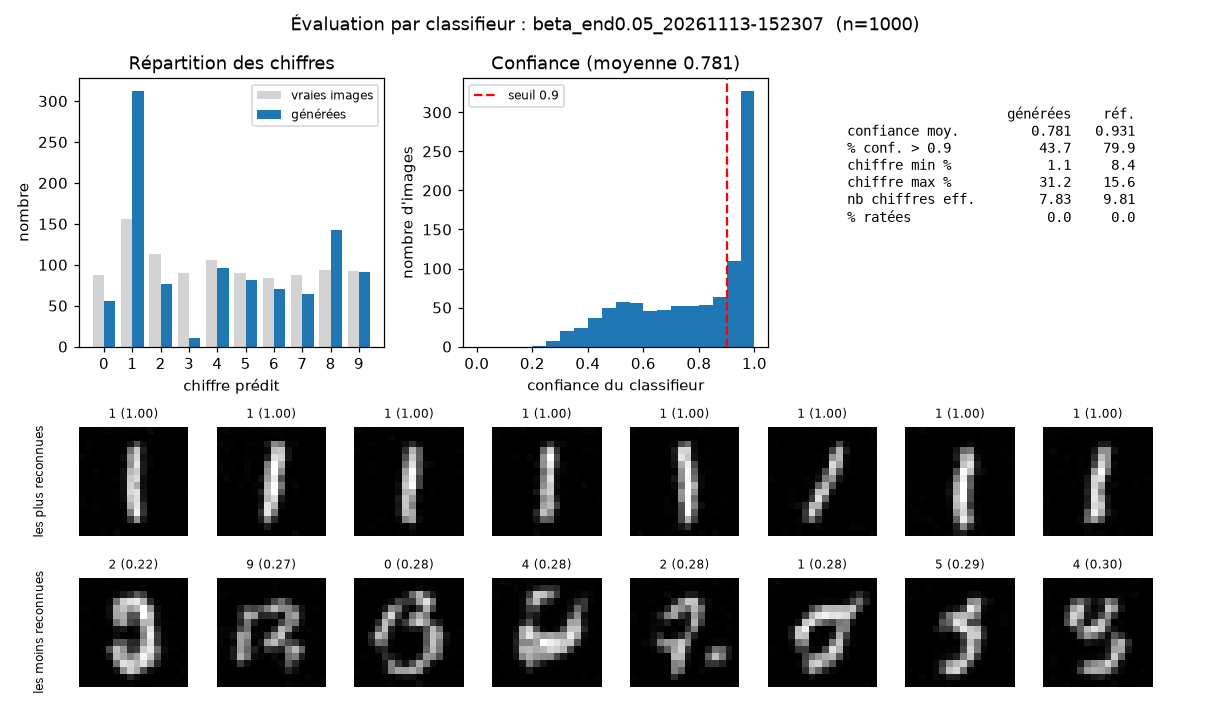 Évaluation par classifieur : beta_end0.05_20261113-152307 (n=1000)
Répartition des chiffres
vraies images
générées
300
250
200
150
100
50
0
nombre
0 1 2 3 4 5 6 7 8 9
chiffre prédit
Confiance (moyenne 0.781)
seuil 0.9
300
250
200
150
100
50
0
nombre d'images
0.0 0.2 0.4 0.6 0.8 1.0
confiance du classifieur
générées réf.
confiance moy. 0.781 0.931
% conf. > 0.9 43.7 79.9
chiffre min % 1.1 8.4
chiffre max % 31.2 15.6
nb chiffres eff. 7.83 9.81
% ratées 0.0 0.0
les plus reconnues
1 (1.00) 1 (1.00) 1 (1.00) 1 (1.00) 1 (1.00) 1 (1.00) 1 (1.00) 1 (1.00)
les moins reconnues
2 (0.22) 9 (0.27) 0 (0.28) 4 (0.28) 2 (0.28) 1 (0.28) 5 (0.29) 4 (0.30)